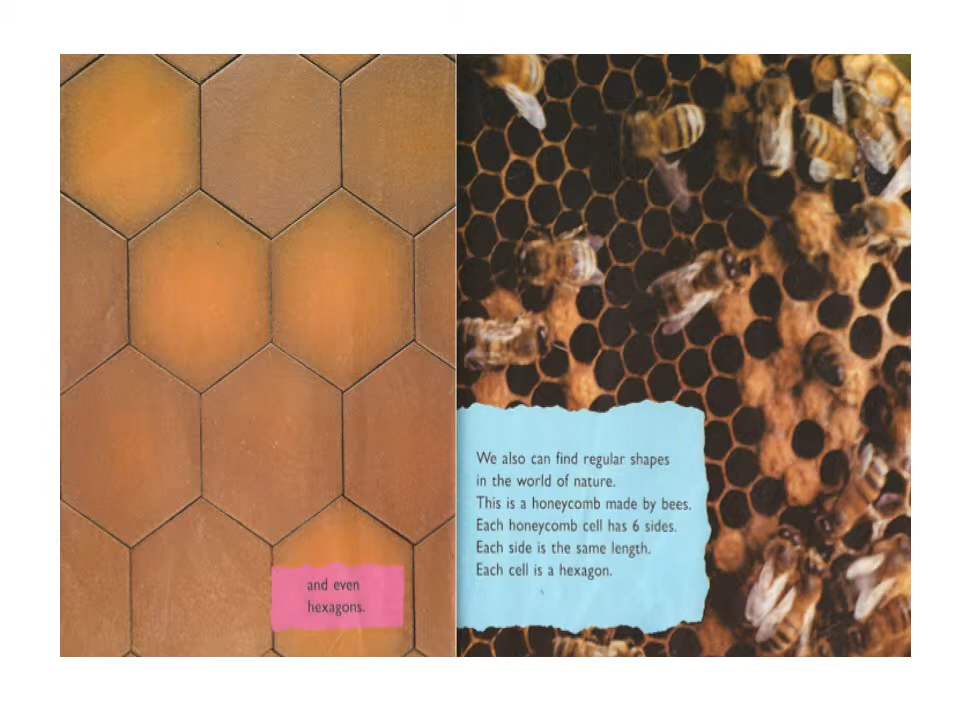 and even
hexagons.
We also can find regular shapes
in the world of nature.
This is a honeycomb made by bees.
Each honeycomb cell has 6 sides.
Each side is the same length.
Each cell is a hexagon.